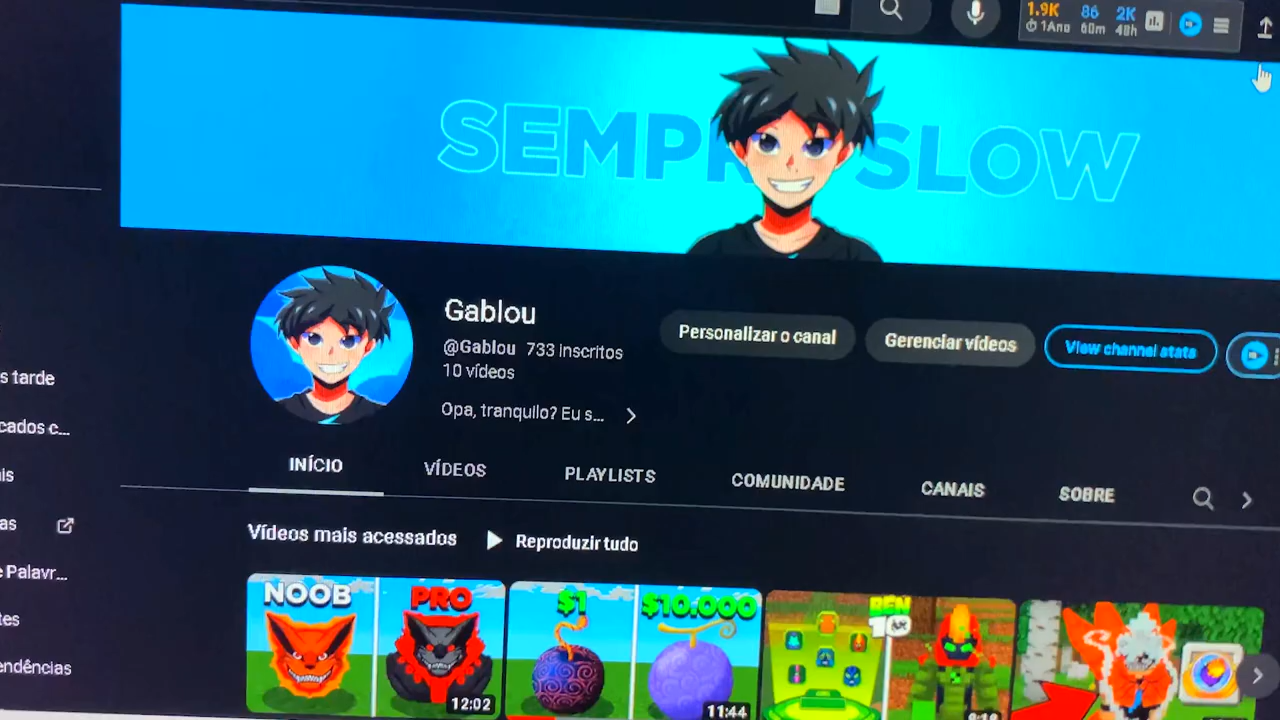 1.9K 86 2K
1Ano 60m 48h
SEMPR SLOW
Gablou
@Gablou 733 inscritos
10 vídeos
Opa, tranquilo? Eu s...
Personalizar o canal
Gerenciar vídeos
View channel stats
s tarde
cados c...
is
as
e Palavr...
tes
endências
INÍCIO VÍDEOS PLAYLISTS COMUNIDADE CANAIS SOBRE
Vídeos mais acessados Reproduzir tudo
NOOB PRO
12:02
$1 $10.000
11:44
BEN
10